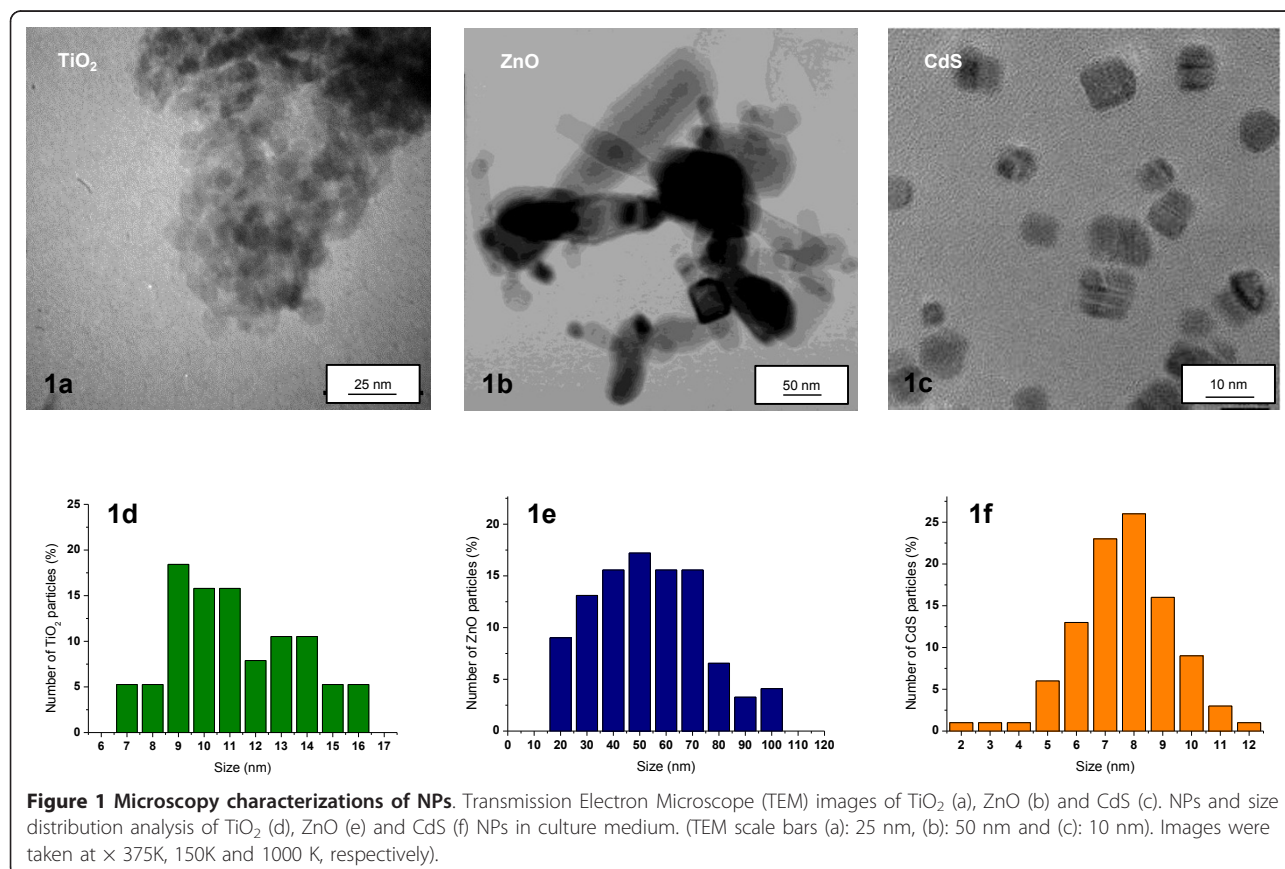 TiO₂
ZnO
CdS
1a
25 nm
1b
50 nm
1c
10 nm
1d
Number of TiO₂ particles (%)
25
20
15
10
5
0
6 7 8 9 10 11 12 13 14 15 16 17
Size (nm)
1e
Number of ZnO particles (%)
20
15
10
5
0
0 10 20 30 40 50 60 70 80 90 100 110 120
Size (nm)
1f
Number of CdS particles (%)
25
20
15
10
5
0
2 3 4 5 6 7 8 9 10 11 12
Size (nm)
Figure 1 Microscopy characterizations of NPs. Transmission Electron Microscope (TEM) images of TiO₂ (a), ZnO (b) and CdS (c). NPs and size
distribution analysis of TiO₂ (d), ZnO (e) and CdS (f) NPs in culture medium. (TEM scale bars (a): 25 nm, (b): 50 nm and (c): 10 nm). Images were
taken at × 375K, 150K and 1000 K, respectively).